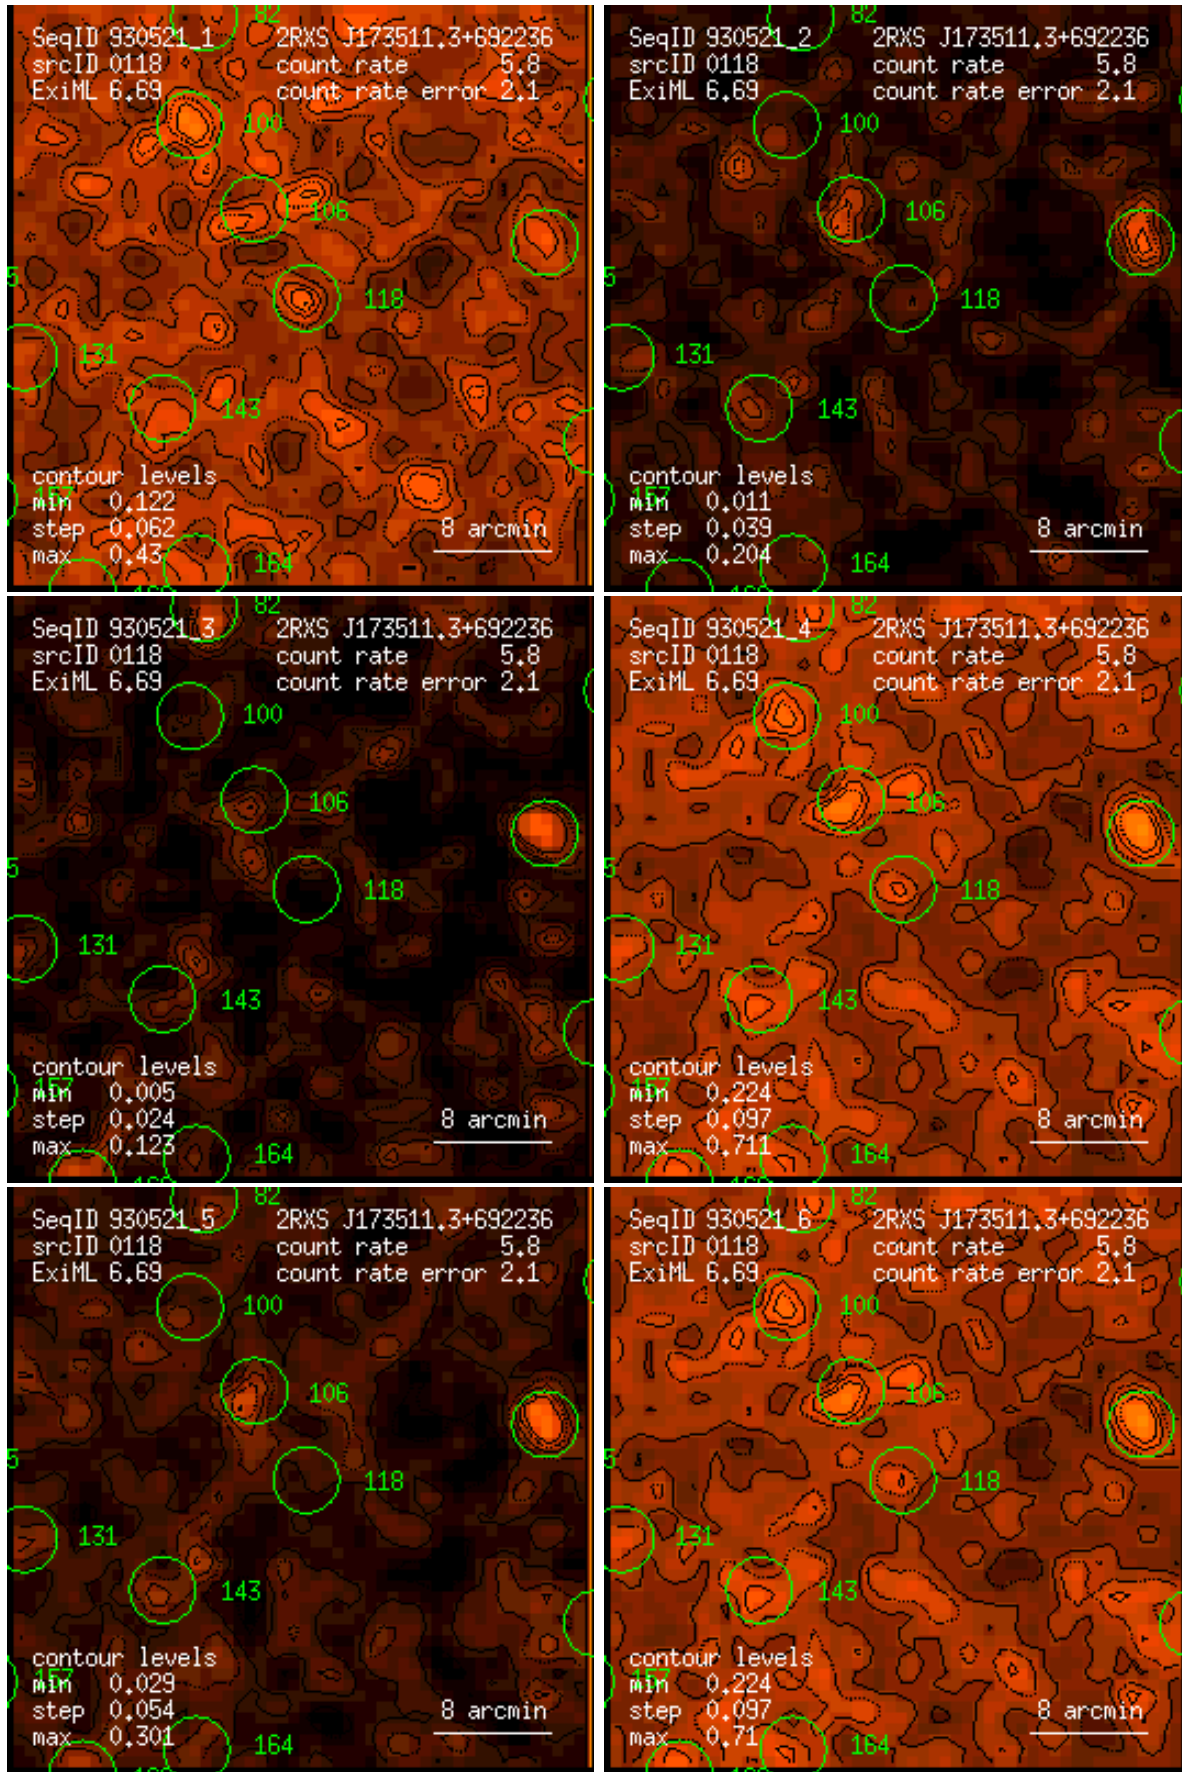 82
SeqID 930521_1 2RXS J173511.3+692236
srcID 0118 count rate 5.8
ExiML 6.69 count rate error 2.1
100
106
5
118
131
143
contour levels
157
min 0.122
step 0.062
max 0.43
8 arcmin
164
82
SeqID 930521_2 2RXS J173511.3+692236
srcID 0118 count rate 5.8
ExiML 6.69 count rate error 2.1
100
106
118
131
143
contour levels
157
min 0.011
step 0.039
max 0.204
8 arcmin
164
82
SeqID 930521_3 2RXS J173511.3+692236
srcID 0118 count rate 5.8
ExiML 6.69 count rate error 2.1
100
106
5
118
131
143
contour levels
157
min 0.005
step 0.024
max 0.123
8 arcmin
164
82
SeqID 930521_4 2RXS J173511.3+692236
srcID 0118 count rate 5.8
ExiML 6.69 count rate error 2.1
100
106
118
131
143
contour levels
157
min 0.224
step 0.097
max 0.711
8 arcmin
164
82
SeqID 930521_5 2RXS J173511.3+692236
srcID 0118 count rate 5.8
ExiML 6.69 count rate error 2.1
100
106
5
118
131
143
contour levels
157
min 0.029
step 0.054
max 0.301
8 arcmin
164
82
SeqID 930521_6 2RXS J173511.3+692236
srcID 0118 count rate 5.8
ExiML 6.69 count rate error 2.1
100
106
118
131
143
contour levels
157
min 0.224
step 0.097
max 0.71
8 arcmin
164